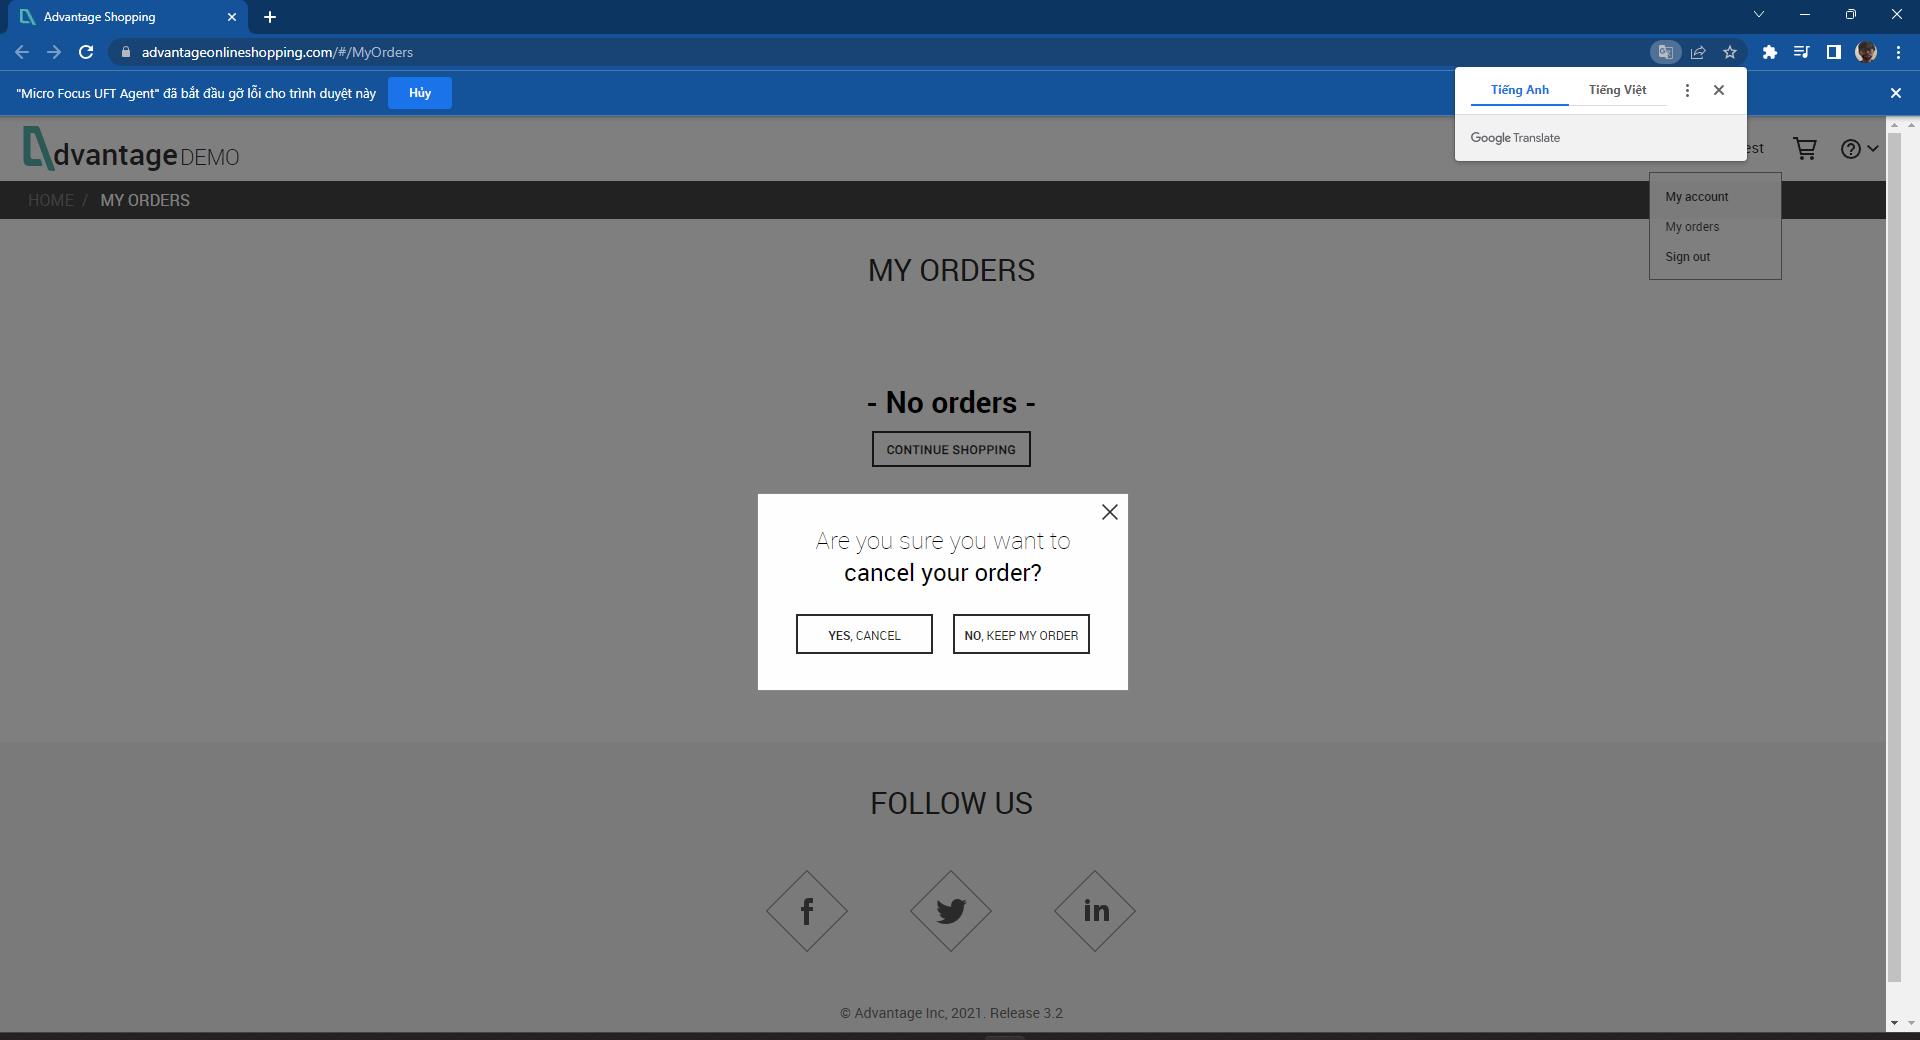 Advantage Shopping
advantageonlineshopping.com/#/MyOrders
"Micro Focus UFT Agent" đã bắt đầu gỡ lỗi cho trình duyệt này
Hủy
Tiếng Anh
Tiếng Việt
Google Translate
dvantage DEMO
est
HOME / MY ORDERS
My account
My orders
Sign out
MY ORDERS
- No orders -
CONTINUE SHOPPING
Are you sure you want to
cancel your order?
YES, CANCEL
NO, KEEP MY ORDER
FOLLOW US
f
in
© Advantage Inc, 2021. Release 3.2